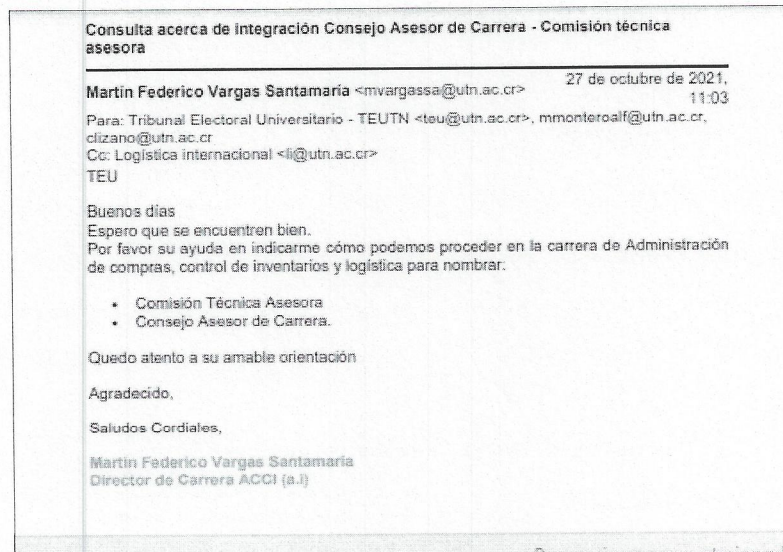 Consulta acerca de integración Consejo Asesor de Carrera - Comisión técnica
asesora
Martín Federico Vargas Santamaría <mvargassa@utn.ac.cr>
27 de octubre de 2021,
11:03
Para: Tribunal Electoral Universitario - TEUTN <teu@utn.ac.cr>, mmonteroalf@utn.ac.cr,
clizano@utn.ac.cr
Cc: Logística internacional <li@utn.ac.cr>
TEU
Buenos días
Espero que se encuentren bien.
Por favor su ayuda en indicarme cómo podemos proceder en la carrera de Administración
de compras, control de inventarios y logística para nombrar:
• Comisión Técnica Asesora
• Consejo Asesor de Carrera.
Quedo atento a su amable orientación
Agradecido,
Saludos Cordiales,
Martín Federico Vargas Santamaría
Director de Carrera ACCI (a.i)